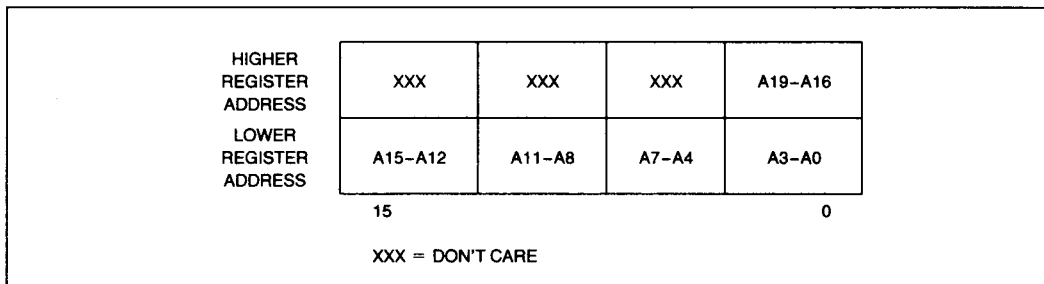 HIGHER
REGISTER
ADDRESS
XXX XXX XXX A19-A16
LOWER
REGISTER
ADDRESS
A15-A12 A11-A8 A7-A4 A3-A0
15 0
XXX = DON'T CARE